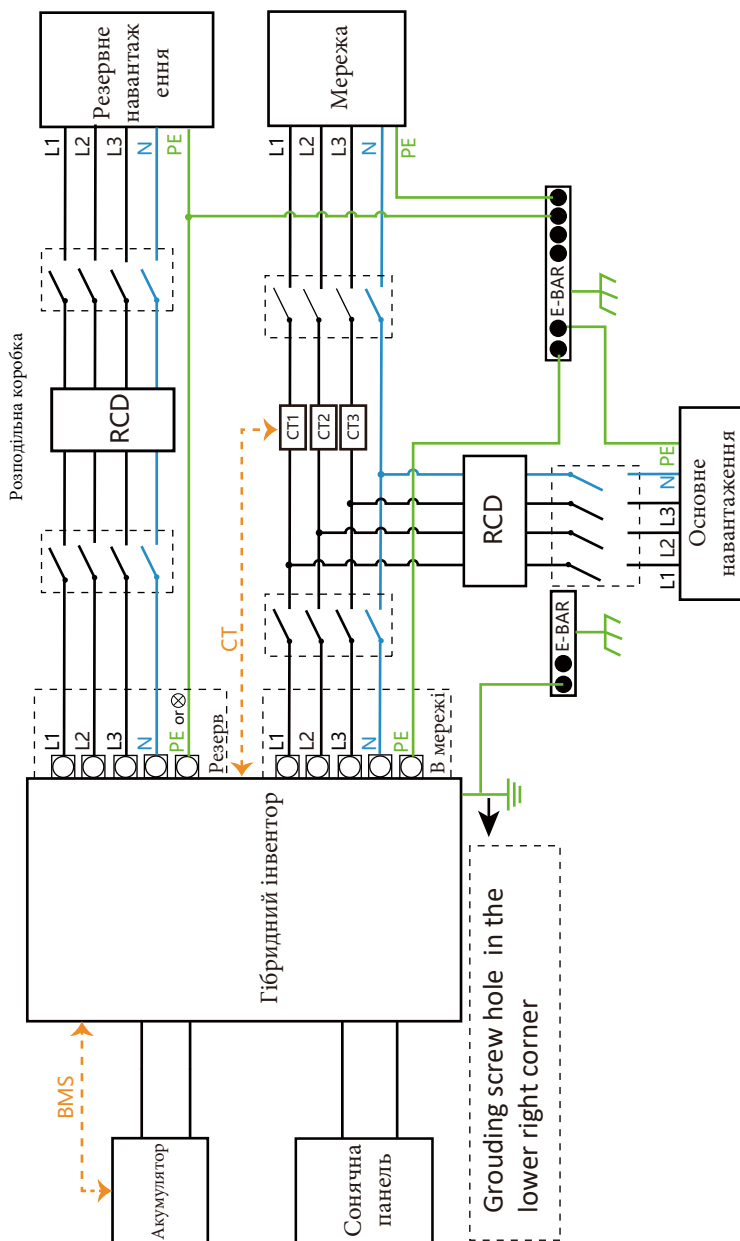 Розподільна коробка
Резервне
навантаж
ення
L1
L2
L3
N
PE
RCD
L1
L2
L3
N
PE or⊗
Резерв
Мережа
L1
L2
L3
N
PE
CT1
CT2
CT3
CT
L1
L2
L3
N
PE
В мережі
E-BAR
RCD
L1
L2
L3
N
PE
Основне
навантаження
E-BAR
Гібридний інвентор
BMS
Акумулятор
Сонячна
панель
Grouding screw hole in the
lower right corner